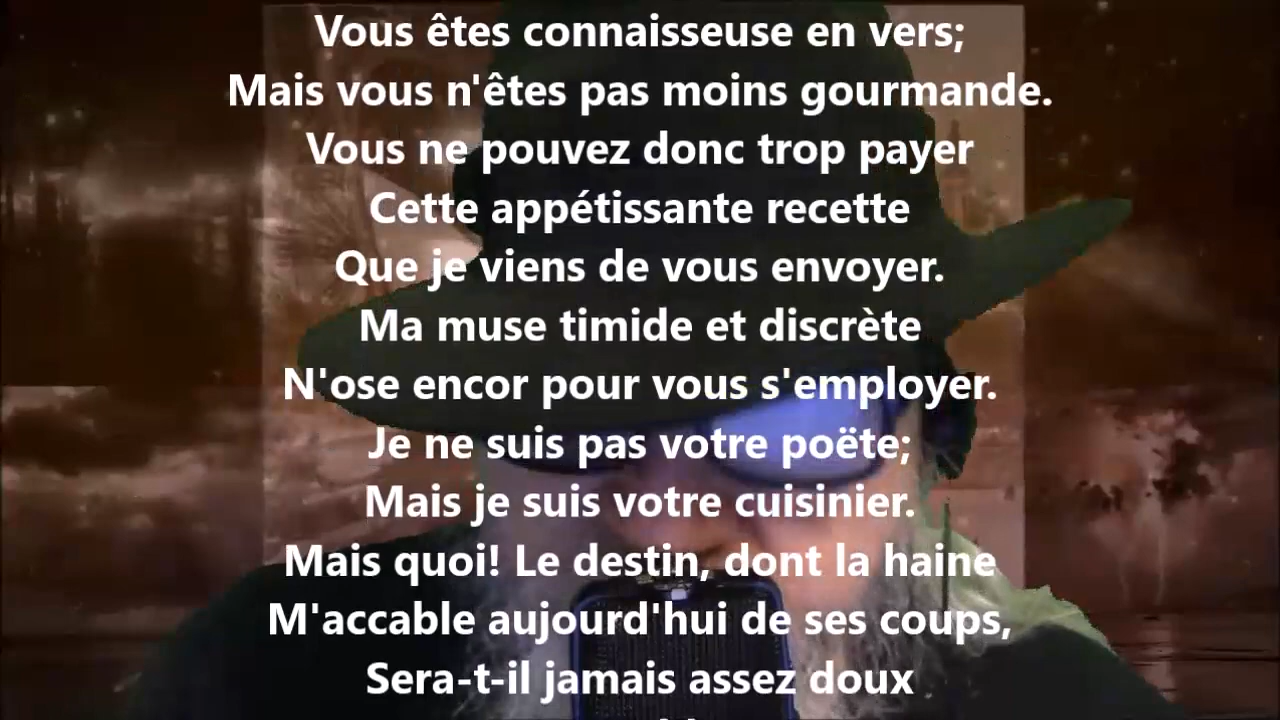 Vous êtes connaisseuse en vers;
Mais vous n'êtes pas moins gourmande.
Vous ne pouvez donc trop payer
Cette appétissante recette
Que je viens de vous envoyer.
Ma muse timide et discrète
N'ose encor pour vous s'employer.
Je ne suis pas votre poëte;
Mais je suis votre cuisinier.
Mais quoi! Le destin, dont la haine
M'accable aujourd'hui de ses coups,
Sera-t-il jamais assez doux